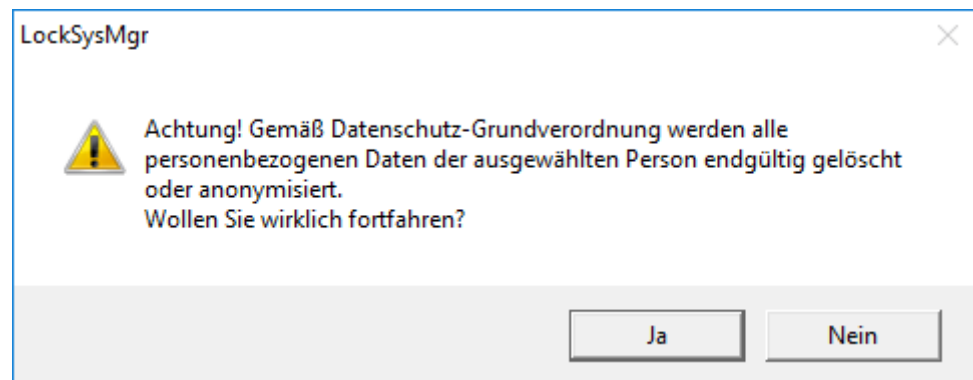 LockSysMgr
Achtung! Gemäß Datenschutz-Grundverordnung werden alle
personenbezogenen Daten der ausgewählten Person endgültig gelöscht
oder anonymisiert.
Wollen Sie wirklich fortfahren?
Ja
Nein